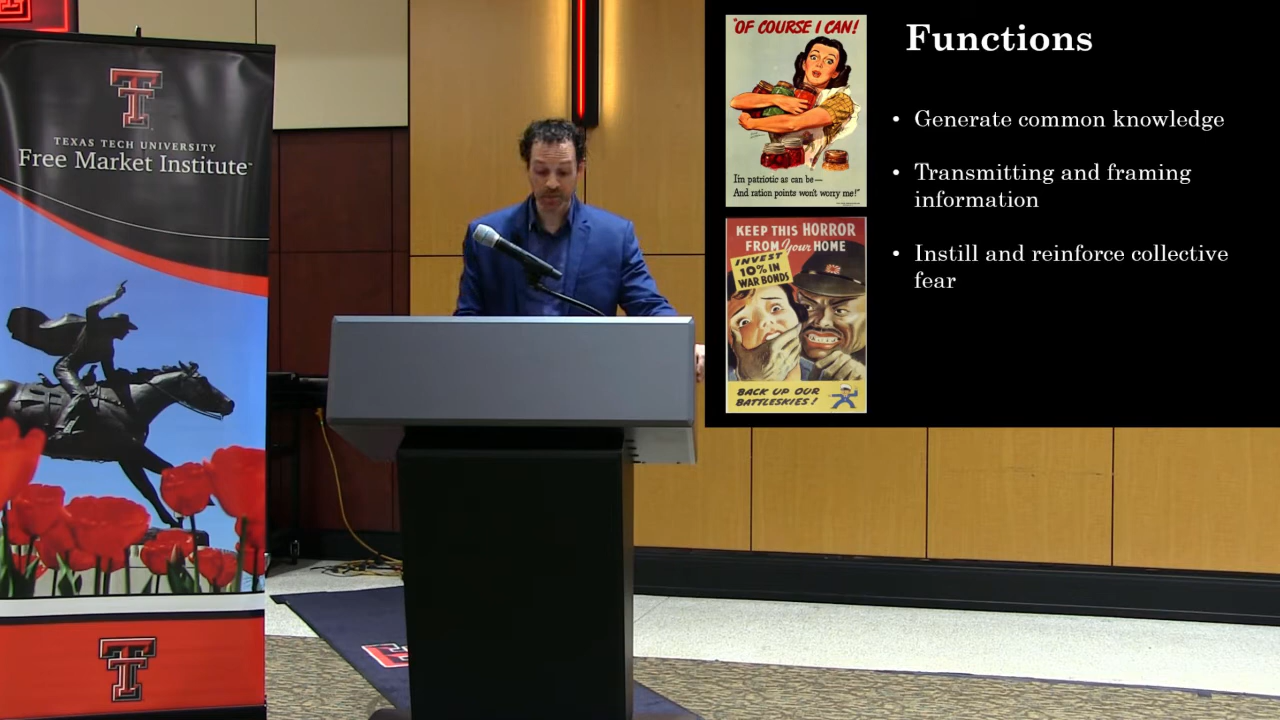 TEXAS TECH UNIVERSITY
Free Market Institute
"OF COURSE I CAN!
I'm patriotic as can be—
And ration points won't worry me!"
KEEP THIS HORROR
FROM your HOME
INVEST
10% IN
WAR BONDS
BACK UP OUR
BATTLESKIES!
Functions
• Generate common knowledge
• Transmitting and framing
information
• Instill and reinforce collective
fear